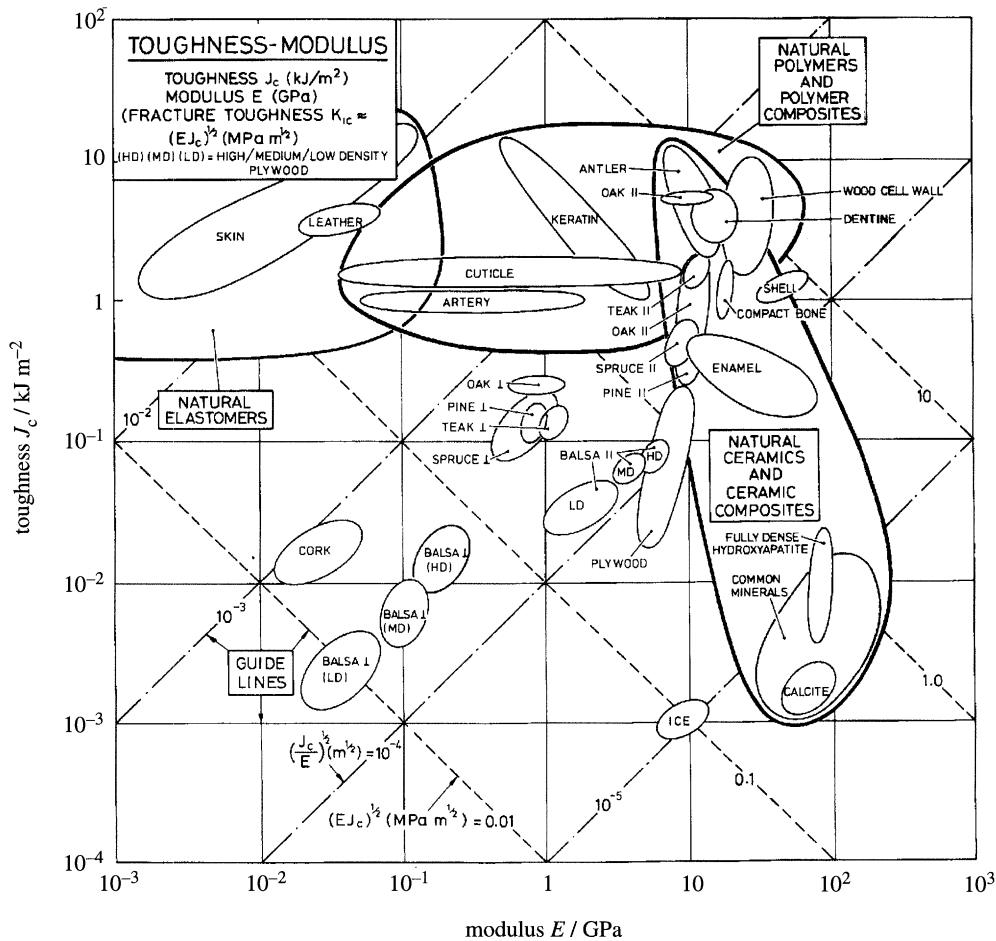 TOUGHNESS-MODULUS
TOUGHNESS Jc (kJ/m²)
MODULUS E (GPa)
(FRACTURE TOUGHNESS KIC ≈
(EJc)½ (MPa m½)
(HD) (MD) (LD) = HIGH/MEDIUM/LOW DENSITY
PLYWOOD
NATURAL
POLYMERS
AND
POLYMER
COMPOSITES
ANTLER
OAK II
WOOD CELL WALL
DENTINE
KERATIN
SKIN
LEATHER
CUTICLE
ARTERY
TEAK II
OAK II
SHELL
COMPACT BONE
SPRUCE II
PINE II
ENAMEL
NATURAL
ELASTOMERS
OAK ⊥
PINE ⊥
TEAK ⊥
SPRUCE ⊥
BALSA II
MD
HD
LD
PLYWOOD
NATURAL
CERAMICS
AND
CERAMIC
COMPOSITES
FULLY DENSE
HYDROXYAPATITE
COMMON
MINERALS
CALCITE
CORK
BALSA ⊥
(HD)
BALSA ⊥
(MD)
BALSA ⊥
(LD)
GUIDE
LINES
ICE
(Jc/E)½ (m½) = 10⁻⁴
(EJc)½ (MPa m½) = 0.01
10⁻²
10⁻³
10⁻⁵
0.1
1.0
10
10²
10
1
10⁻¹
10⁻²
10⁻³
10⁻⁴
toughness Jc / kJ m⁻²
10⁻³
10⁻²
10⁻¹
1
10
10²
10³
modulus E / GPa